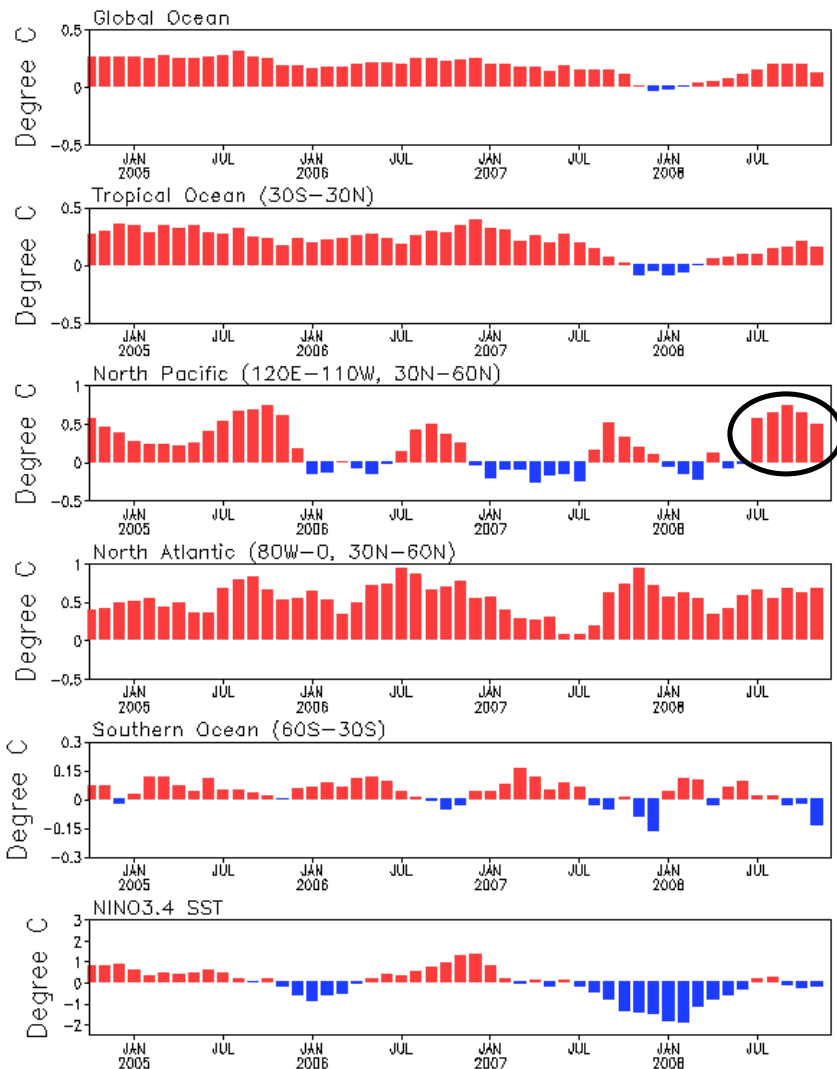 Global Ocean
Degree C
0.5
0
-0.5
JAN JUL JAN JUL JAN JUL JAN JUL
2005 2006 2007 2008
Tropical Ocean (30S-30N)
Degree C
0.5
0
-0.5
JAN JUL JAN JUL JAN JUL JAN JUL
2005 2006 2007 2008
North Pacific (120E-110W, 30N-60N)
Degree C
1
0.5
0
-0.5
JAN JUL JAN JUL JAN JUL JAN JUL
2005 2006 2007 2008
North Atlantic (80W-0, 30N-60N)
Degree C
1
0.5
0
-0.5
JAN JUL JAN JUL JAN JUL JAN JUL
2005 2006 2007 2008
Southern Ocean (60S-30S)
Degree C
0.3
0.15
0
-0.15
-0.3
JAN JUL JAN JUL JAN JUL JAN JUL
2005 2006 2007 2008
NINO3.4 SST
Degree C
3
2
1
0
-1
-2
JAN JUL JAN JUL JAN JUL JAN JUL
2005 2006 2007 2008